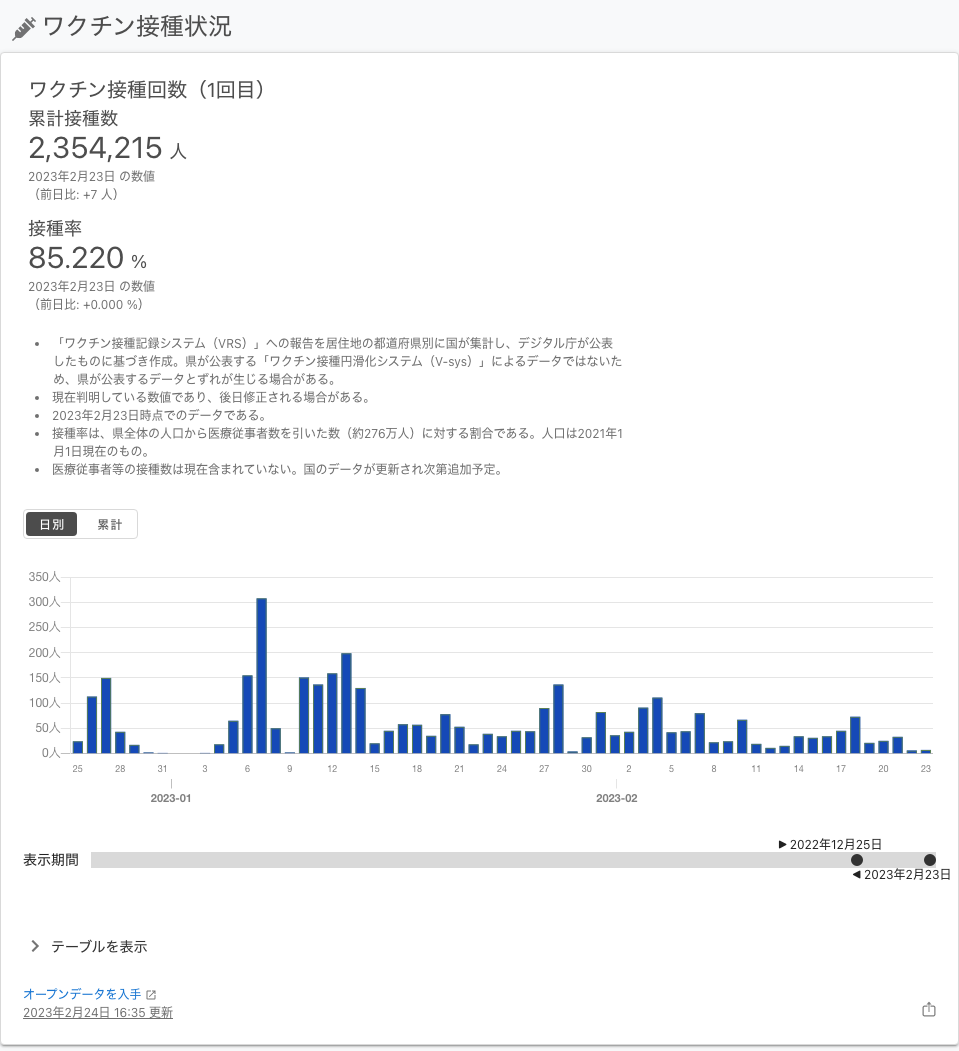 ワクチン接種状況
ワクチン接種回数（1回目）
累計接種数
2,354,215 人
2023年2月23日 の数値
（前日比: +7 人）
接種率
85.220 %
2023年2月23日 の数値
（前日比: +0.000 %）
• 「ワクチン接種記録システム（VRS）」への報告を居住地の都道府県別に国が集計し、デジタル庁が公表
したものに基づき作成。県が公表する「ワクチン接種円滑化システム（V-sys）」によるデータではないた
め、県が公表するデータとずれが生じる場合がある。
• 現在判明している数値であり、後日修正される場合がある。
• 2023年2月23日時点でのデータである。
• 接種率は、県全体の人口から医療従事者数を引いた数（約276万人）に対する割合である。人口は2021年1
月1日現在のもの。
• 医療従事者等の接種数は現在含まれていない。国のデータが更新され次第追加予定。
日別 累計
350人
300人
250人
200人
150人
100人
50人
0人
25 28 31 3 6 9 12 15 18 21 24 27 30 2 5 8 11 14 17 20 23
2023-01 2023-02
▶ 2022年12月25日
表示期間
◀ 2023年2月23日
テーブルを表示
オープンデータを入手
2023年2月24日 16:35 更新